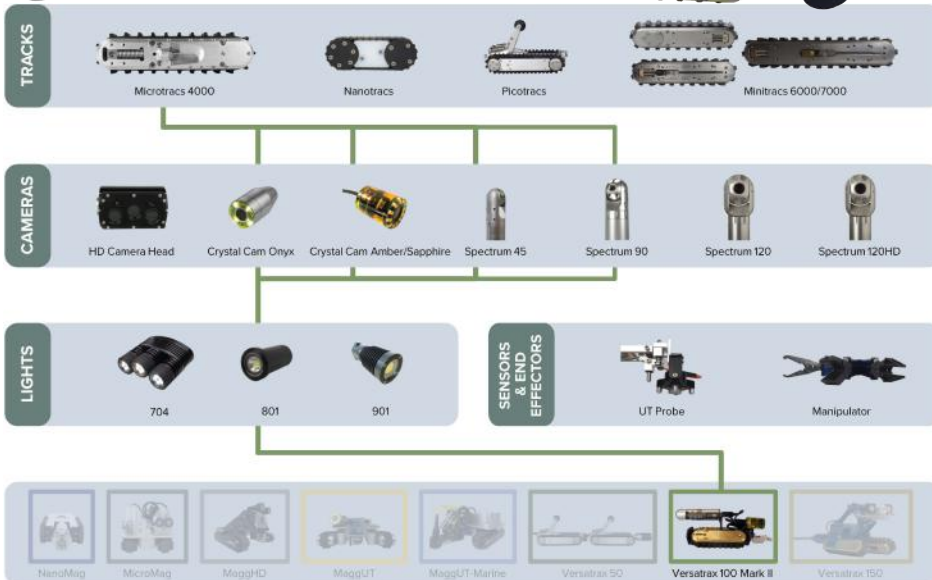 TRACKS
Microtracs 4000
Nanotracs
Picotracs
Minitracs 6000/7000
CAMERAS
HD Camera Head
Crystal Cam Onyx
Crystal Cam Amber/Sapphire
Spectrum 45
Spectrum 90
Spectrum 120
Spectrum 120HD
LIGHTS
704
801
901
SENSORS
& END
EFFECTORS
UT Probe
Manipulator
NanoMag
MicroMag
MaggHD
MaggUT
MaggUT-Marine
Versatrax 50
Versatrax 100 Mark II
Versatrax 150